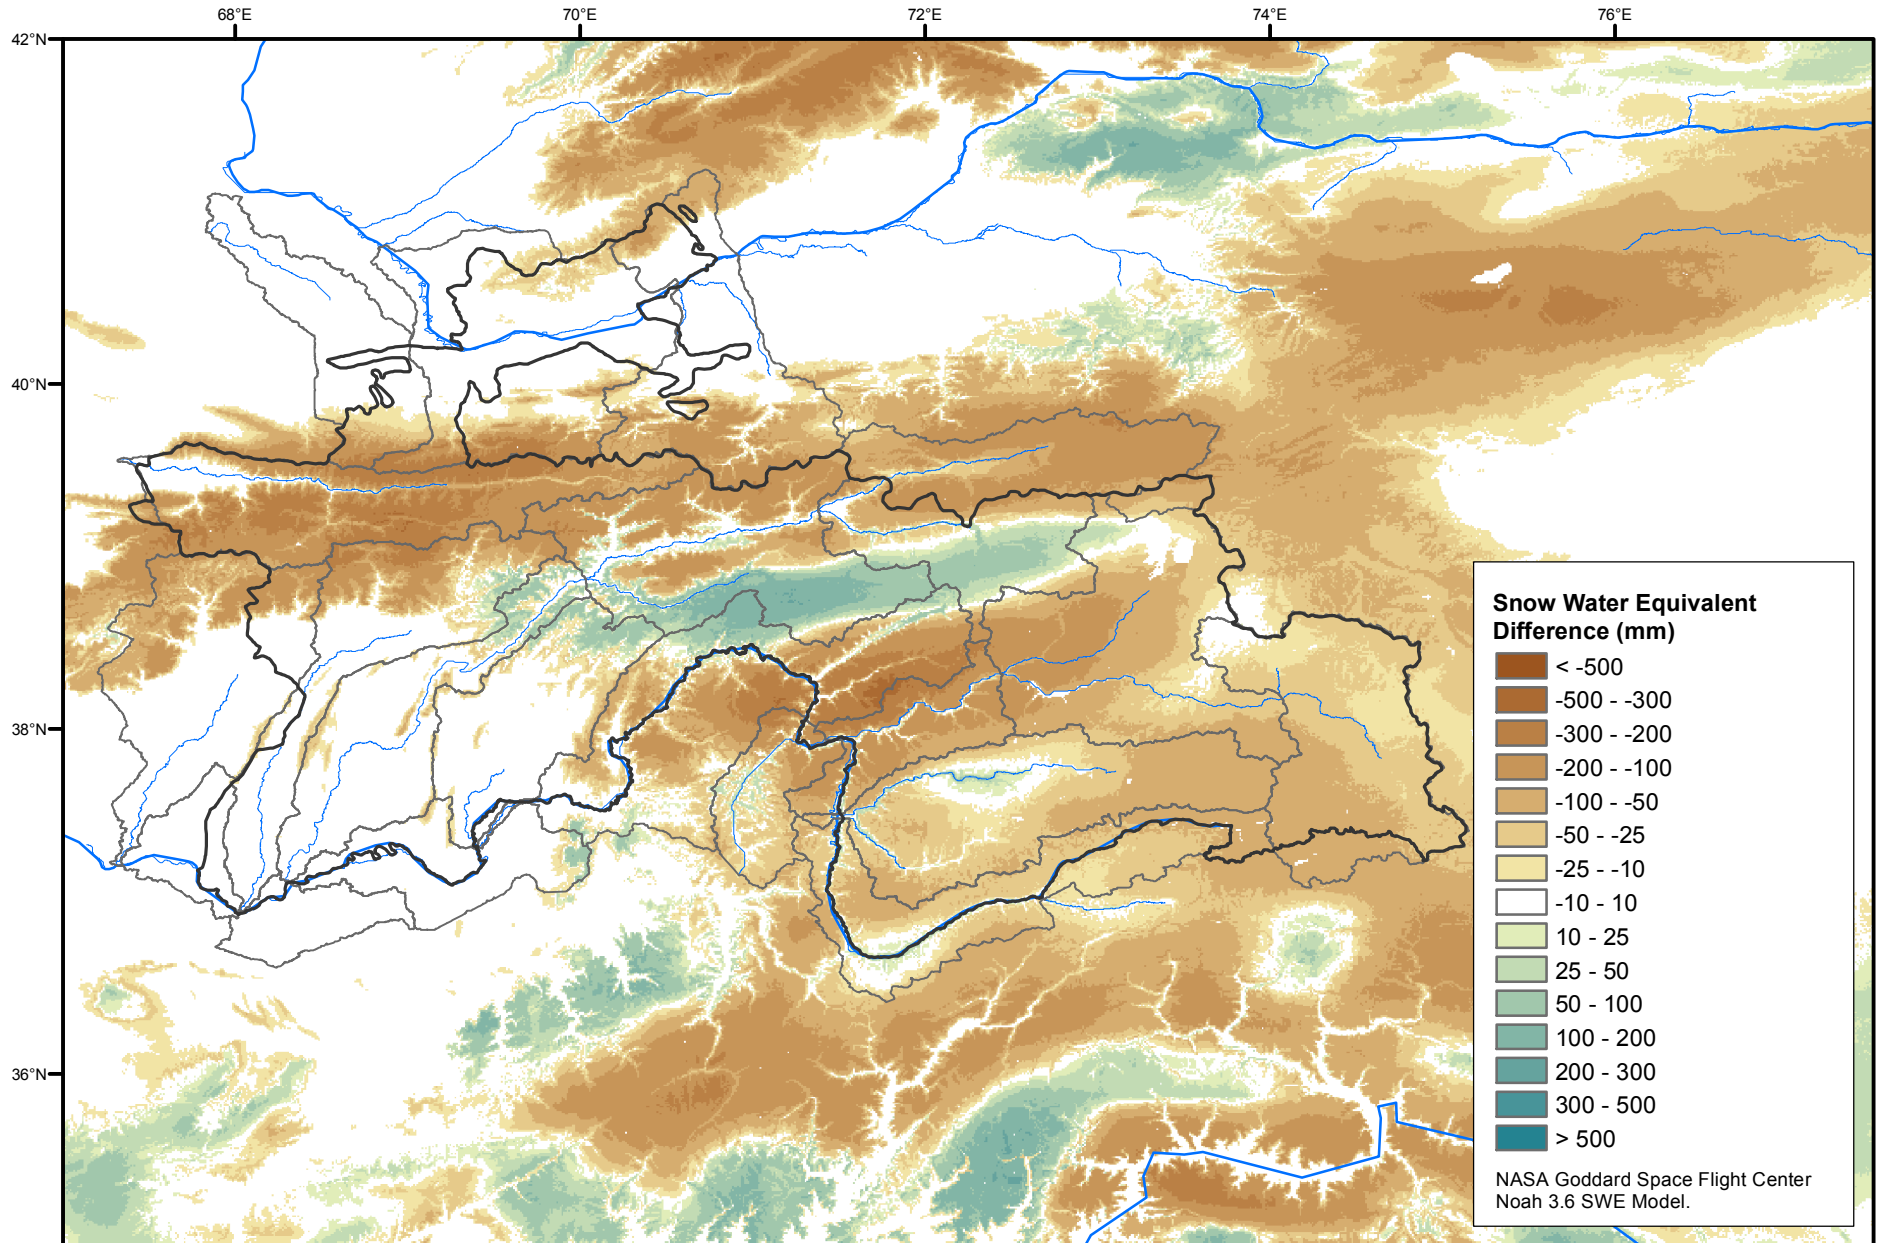 68°E
70°E
72°E
74°E
76°E
42°N
40°N
38°N
36°N
Snow Water Equivalent
Difference (mm)
< -500
-500 - -300
-300 - -200
-200 - -100
-100 - -50
-50 - -25
-25 - -10
-10 - 10
10 - 25
25 - 50
50 - 100
100 - 200
200 - 300
300 - 500
> 500
NASA Goddard Space Flight Center
Noah 3.6 SWE Model.